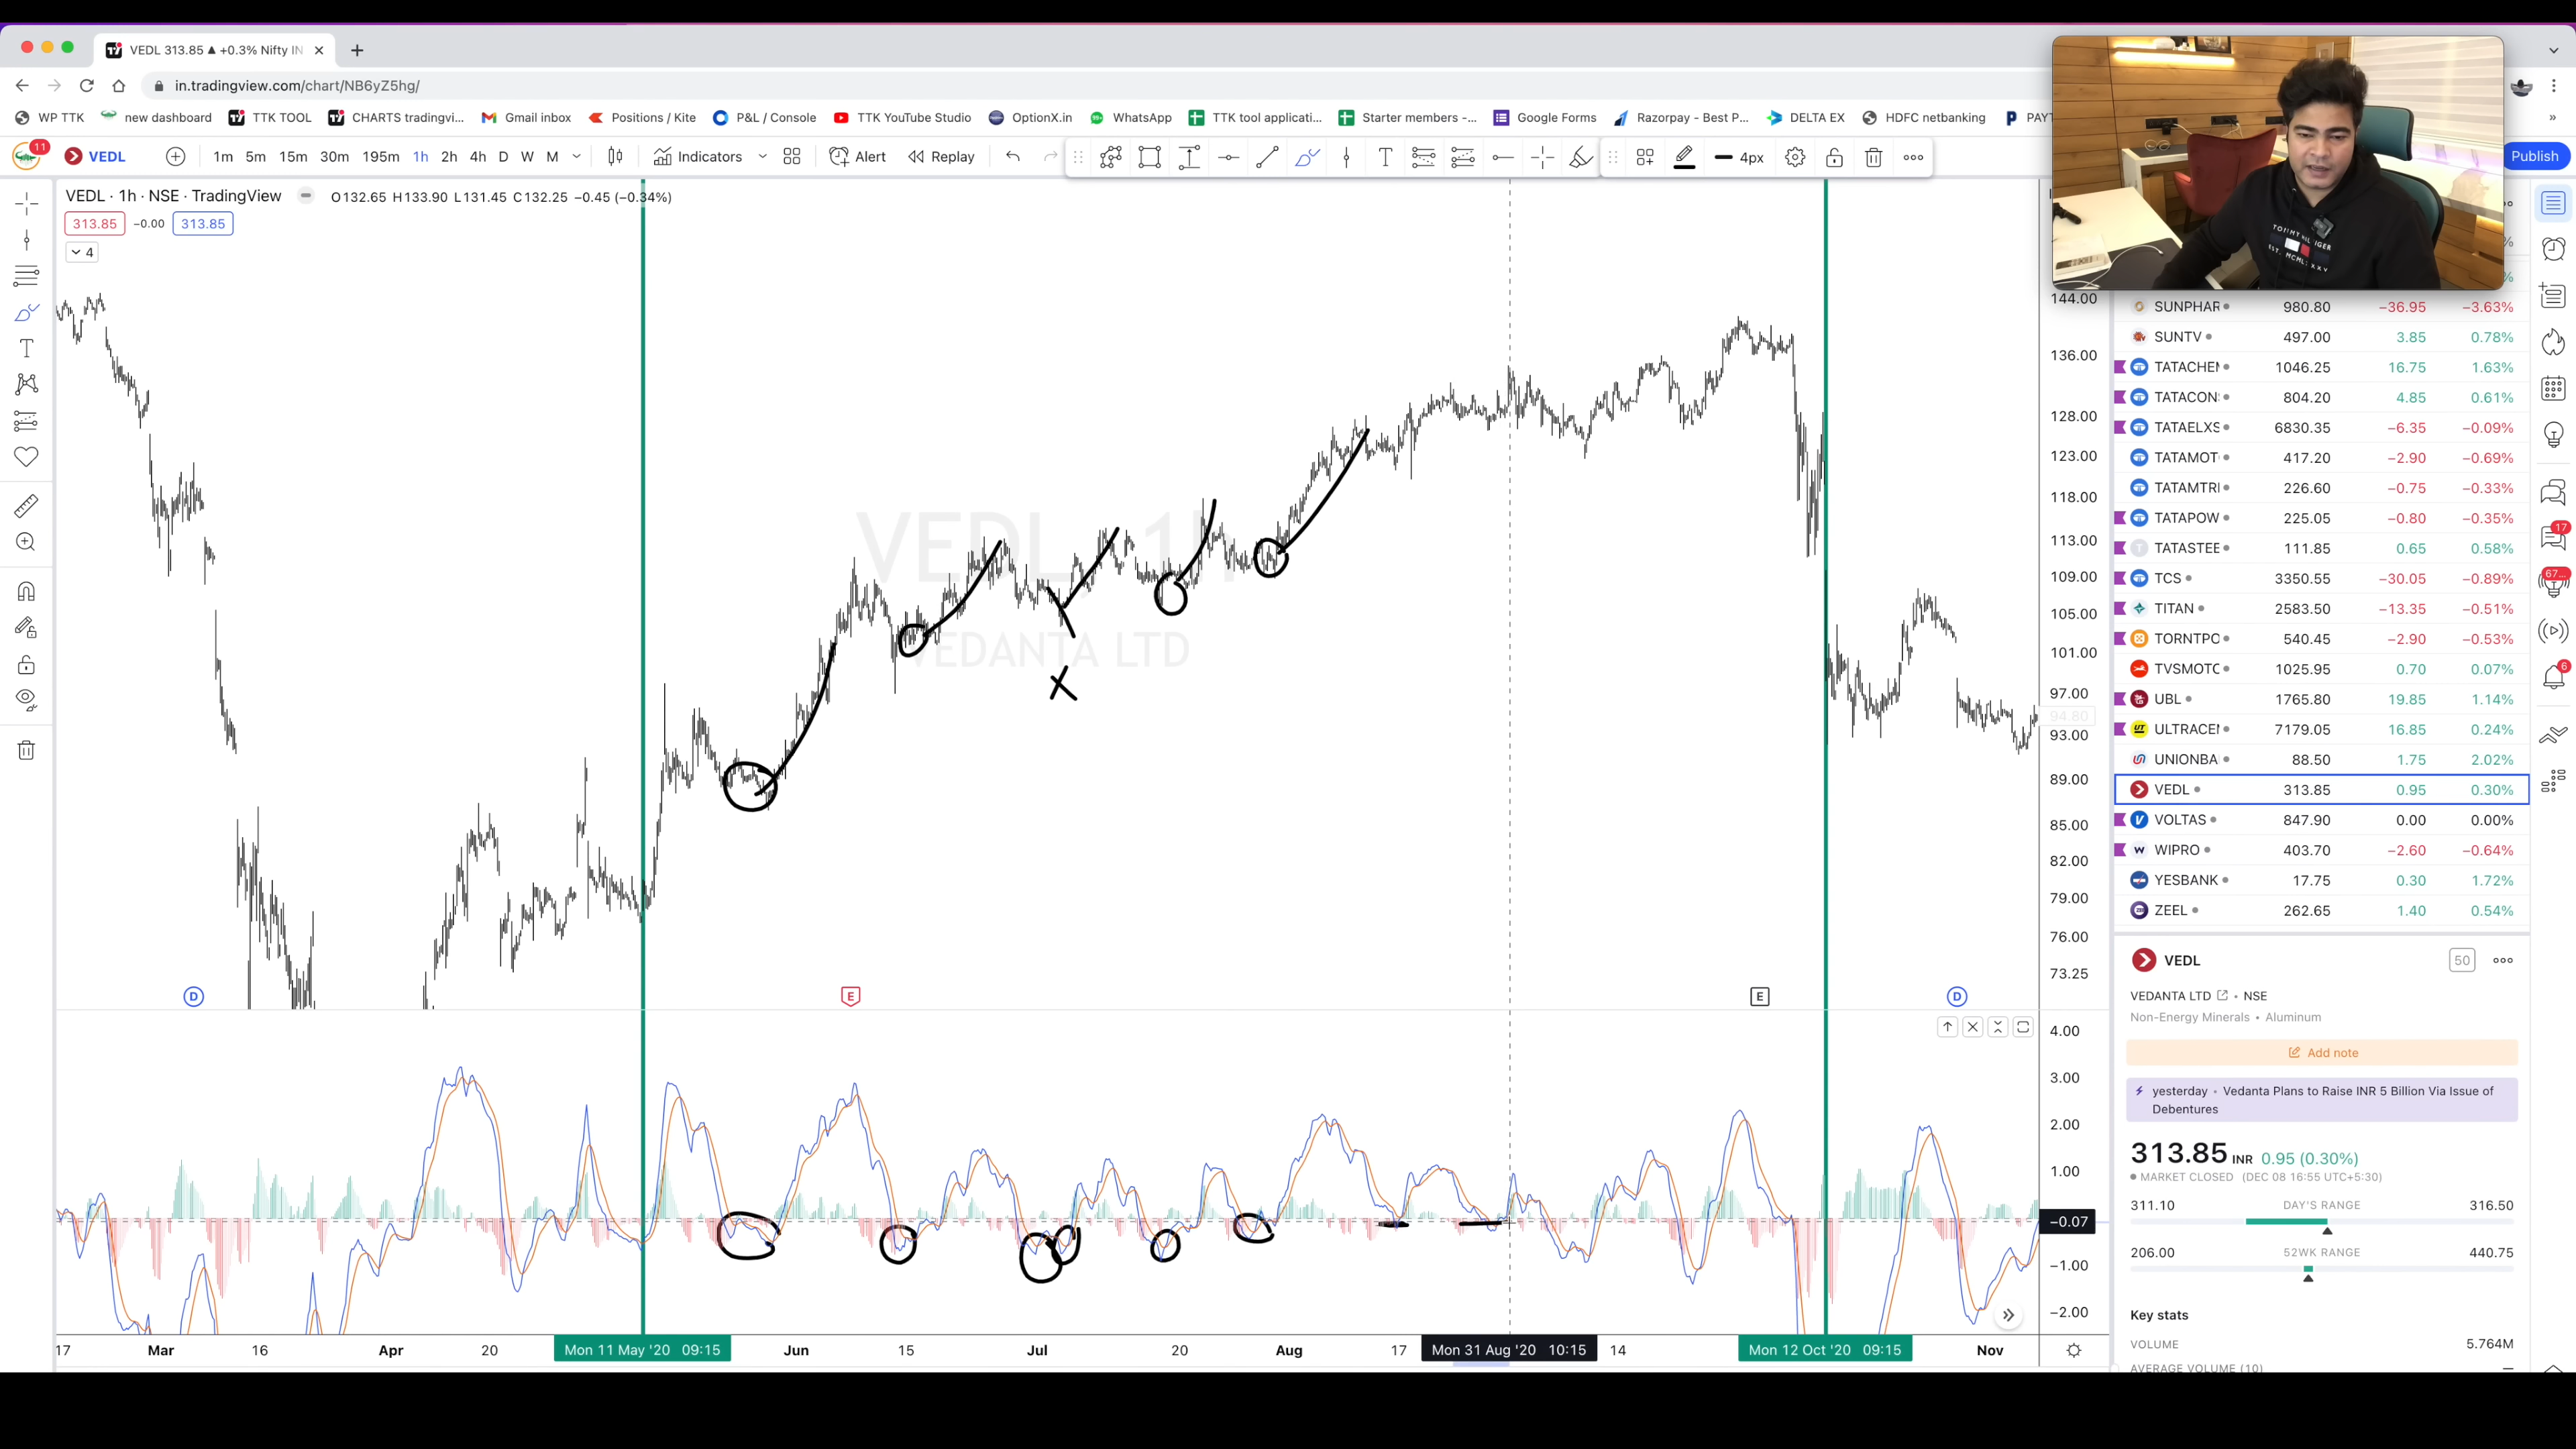 VEDL 313.85 ▲ +0.3% Nifty IN
in.tradingview.com/chart/NB6yZ5hg/
WP TTK new dashboard TTK TOOL CHARTS tradingvi... Gmail inbox Positions / Kite P&L / Console TTK YouTube Studio OptionX.in WhatsApp TTK tool applicati... Starter members -... Google Forms Razorpay - Best P... DELTA EX HDFC netbanking PAYT
11 VEDL 1m 5m 15m 30m 195m 1h 2h 4h D W M Indicators Alert Replay 4px Publish
VEDL · 1h · NSE · TradingView O132.65 H133.90 L131.45 C132.25 −0.45 (−0.34%)
313.85 −0.00 313.85
4
VEDL, 1h
VEDANTA LTD
144.00
136.00
128.00
123.00
118.00
113.00
109.00
105.00
101.00
97.00
94.80
93.00
89.00
85.00
82.00
79.00
76.00
73.25
D E E D
4.00
3.00
2.00
1.00
−0.07
−1.00
−2.00
17 Mar 16 Apr 20 Mon 11 May '20 09:15 Jun 15 Jul 20 Aug 17 Mon 31 Aug '20 10:15 14 Mon 12 Oct '20 09:15 Nov
TOMMY HILFIGER
SUNPHAR 980.80 −36.95 −3.63%
SUNTV 497.00 3.85 0.78%
TATACHEM 1046.25 16.75 1.63%
TATACON 804.20 4.85 0.61%
TATAELXS 6830.35 −6.35 −0.09%
TATAMOT 417.20 −2.90 −0.69%
TATAMTRI 226.60 −0.75 −0.33%
TATAPOW 225.05 −0.80 −0.35%
TATASTEE 111.85 0.65 0.58%
TCS 3350.55 −30.05 −0.89%
TITAN 2583.50 −13.35 −0.51%
TORNTPO 540.45 −2.90 −0.53%
TVSMOTO 1025.95 0.70 0.07%
UBL 1765.80 19.85 1.14%
ULTRACEM 7179.05 16.85 0.24%
UNIONBA 88.50 1.75 2.02%
VEDL 313.85 0.95 0.30%
VOLTAS 847.90 0.00 0.00%
WIPRO 403.70 −2.60 −0.64%
YESBANK 17.75 0.30 1.72%
ZEEL 262.65 1.40 0.54%
17
67...
6
VEDL 50
VEDANTA LTD • NSE
Non-Energy Minerals • Aluminum
Add note
yesterday • Vedanta Plans to Raise INR 5 Billion Via Issue of
Debentures
313.85 INR 0.95 (0.30%)
MARKET CLOSED (DEC 08 16:55 UTC+5:30)
311.10 DAY'S RANGE 316.50
206.00 52WK RANGE 440.75
Key stats
VOLUME 5.764M
AVERAGE VOLUME (10) —